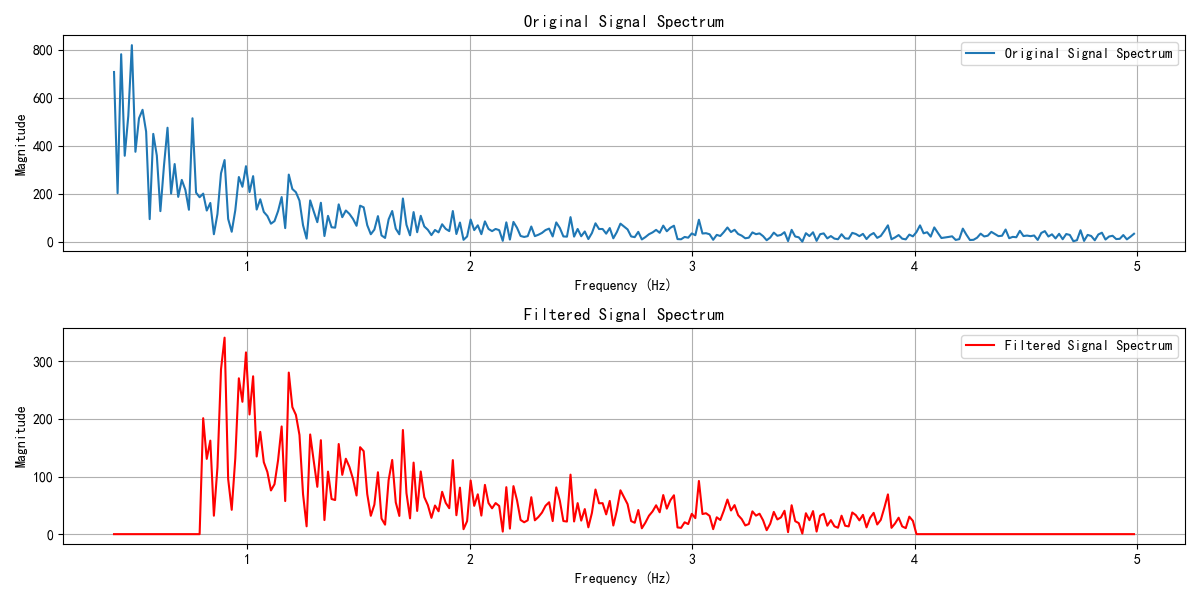 Original Signal Spectrum
Original Signal Spectrum
Magnitude
800
600
400
200
0
1 2 3 4 5
Frequency (Hz)
Filtered Signal Spectrum
Filtered Signal Spectrum
Magnitude
300
200
100
0
1 2 3 4 5
Frequency (Hz)